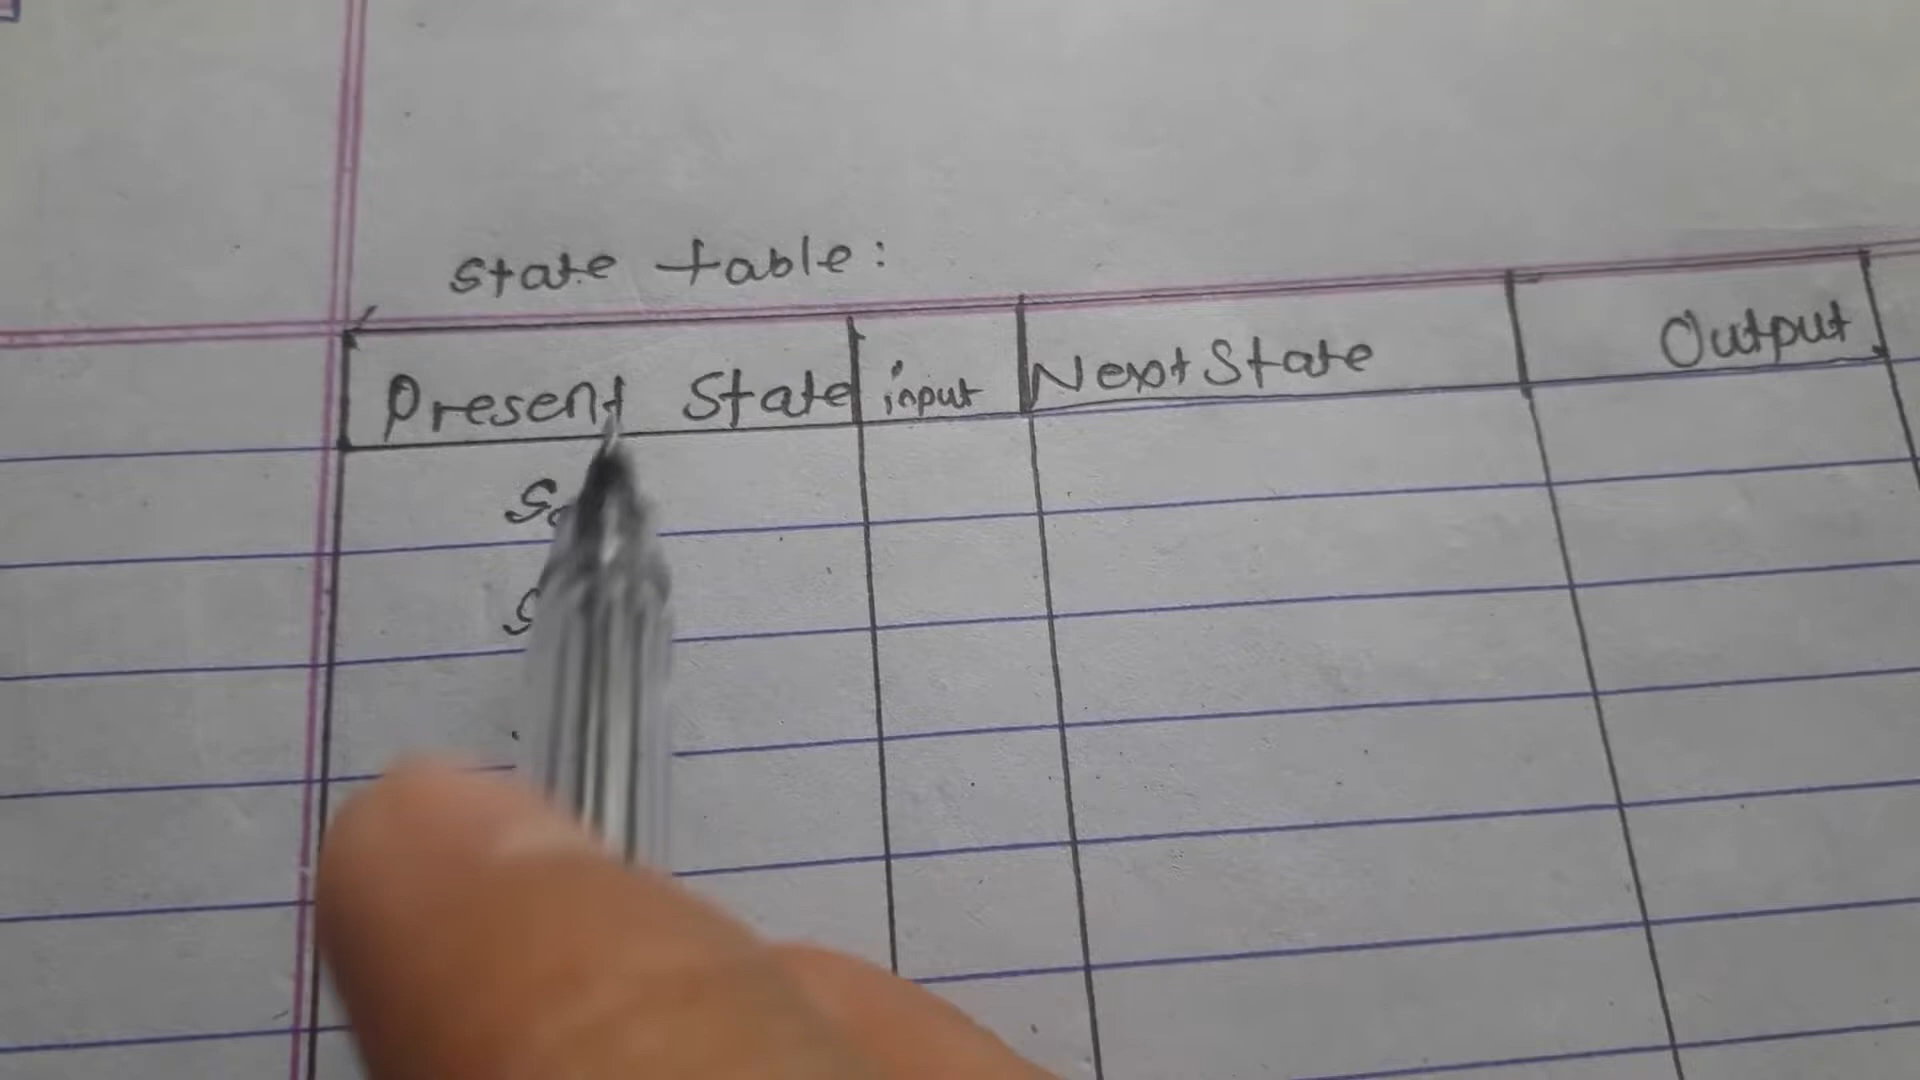 State table:
Present State input Next State Output
S
S